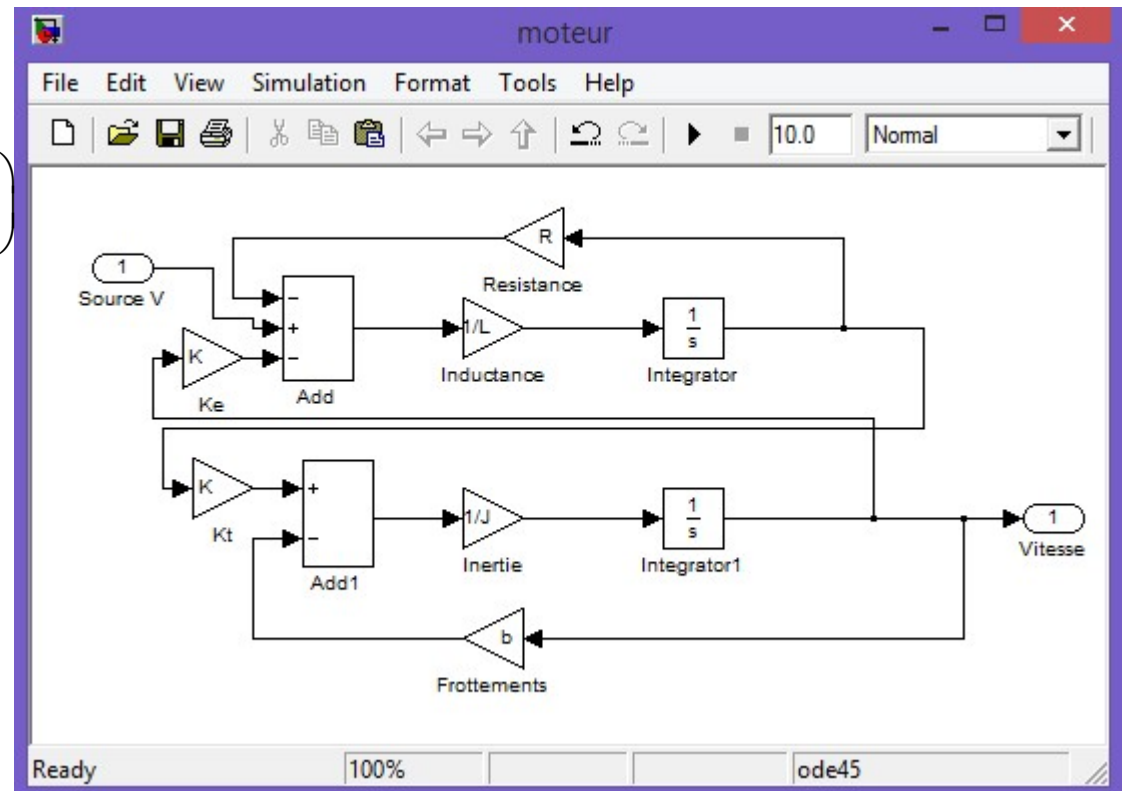 moteur
File Edit View Simulation Format Tools Help
10.0 Normal
R
Resistance
1
Source V
- + -
Add
1/L
Inductance
1
s
Integrator
K
Ke
K
Kt
+ -
Add1
1/J
Inertie
1
s
Integrator1
1
Vitesse
b
Frottements
Ready 100% ode45